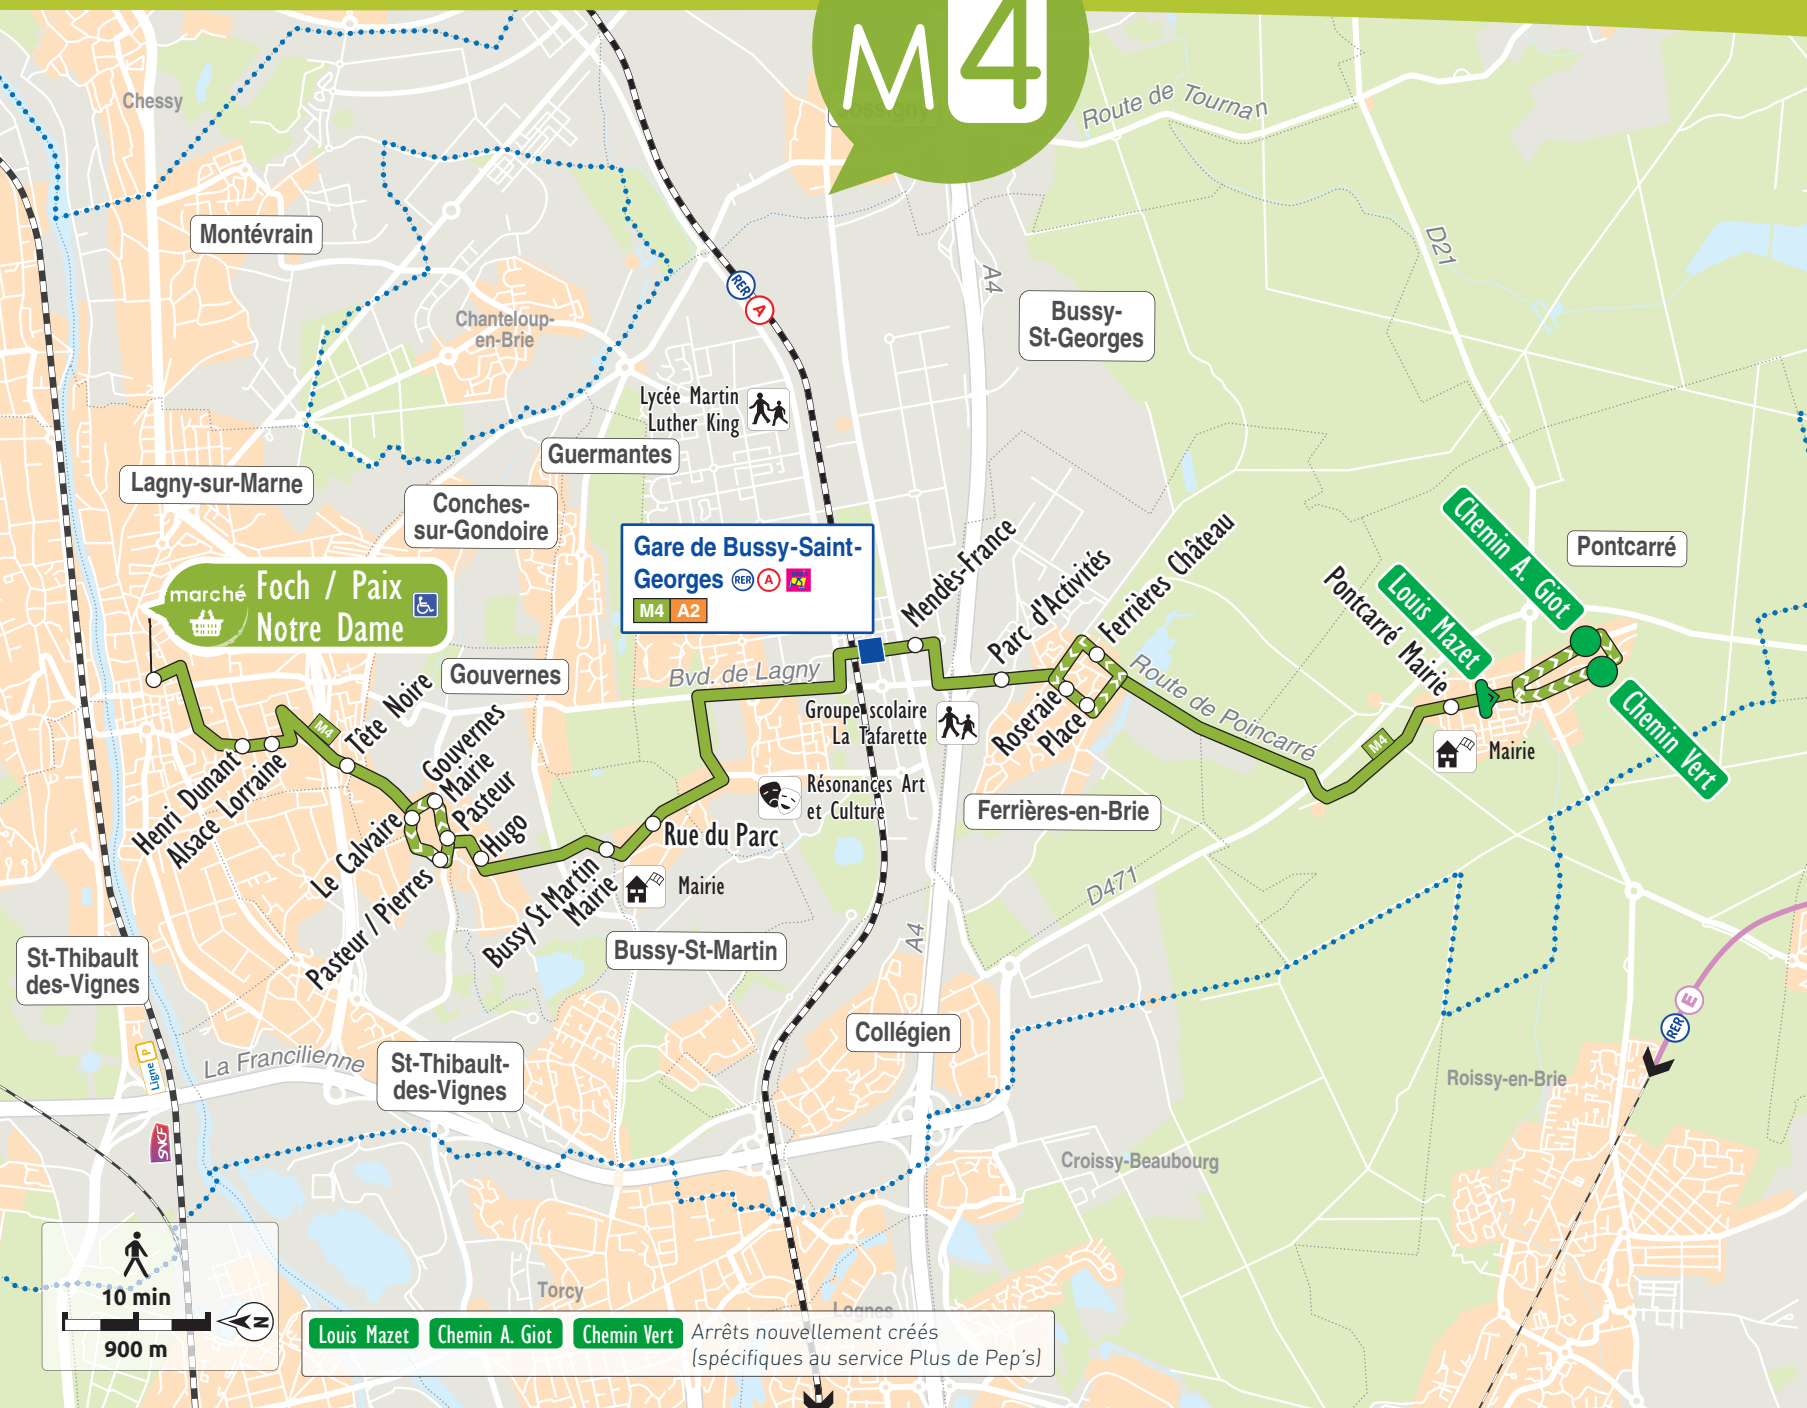 M4
Jossigny
Chessy
Route de Tournan
Montévrain
D21
RER
A
A4
Bussy-
St-Georges
Chanteloup-
en-Brie
Lycée Martin
Luther King
Guermantes
Lagny-sur-Marne
Conches-
sur-Gondoire
Gare de Bussy-Saint-
Georges RER A
M4 A2
Mendès-France
Parc d'Activités
Ferrières Château
Chemin A. Giot
Pontcarré
Louis Mazet
Pontcarré Mairie
marché
Foch / Paix
Notre Dame
Gouvernes
Bvd. de Lagny
Route de Poincarré
Chemin Vert
M4
M4
Tête Noire
Gouvernes
Mairie
Pasteur
Hugo
Groupe scolaire
La Tafarette
Roseraie
Place
Mairie
Henri Dunant
Alsace Lorraine
Le Calvaire
Pasteur / Pierres
Résonances Art
et Culture
Ferrières-en-Brie
Rue du Parc
Bussy St Martin
Mairie
Mairie
D471
Bussy-St-Martin
A4
St-Thibault
des-Vignes
E
RER
Collégien
La Francilienne
Ligne P
St-Thibault-
des-Vignes
Roissy-en-Brie
SNCF
Croissy-Beaubourg
10 min
N
900 m
Torcy
Lognes
Louis Mazet
Chemin A. Giot
Chemin Vert
Arrêts nouvellement créés
(spécifiques au service Plus de Pep's)